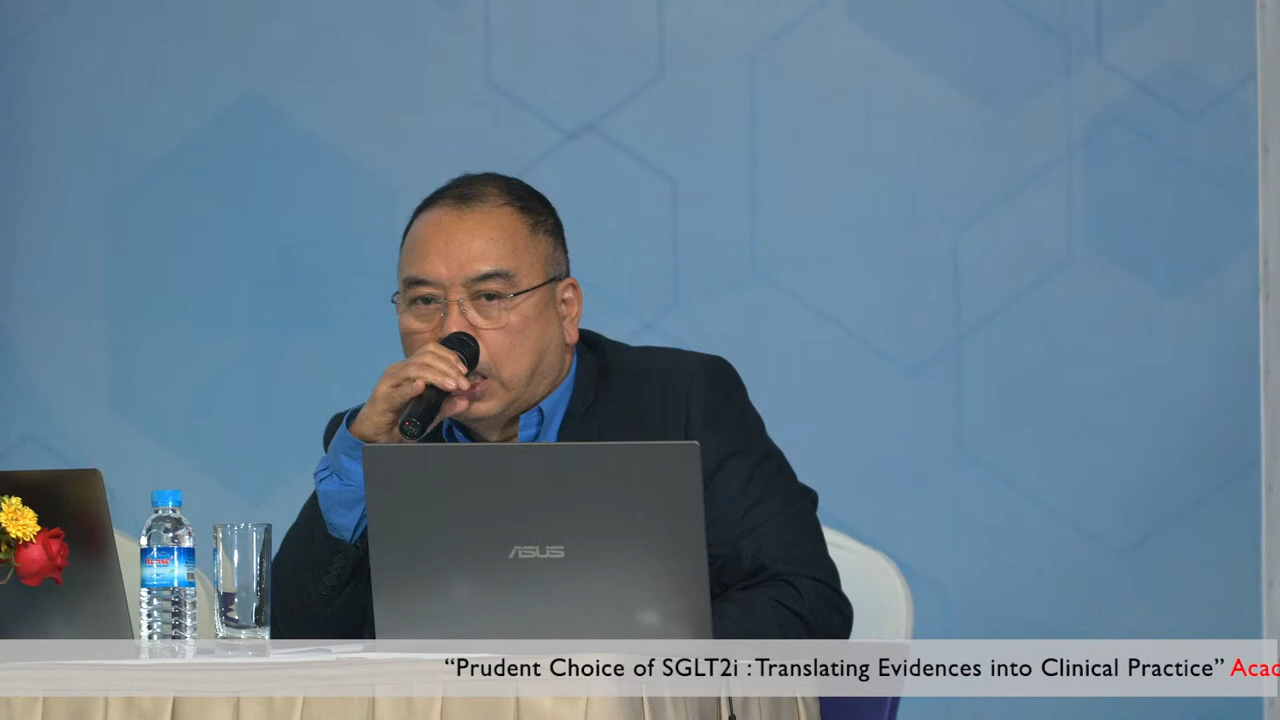 ASUS
“Prudent Choice of SGLT2i : Translating Evidences into Clinical Practice” Acad